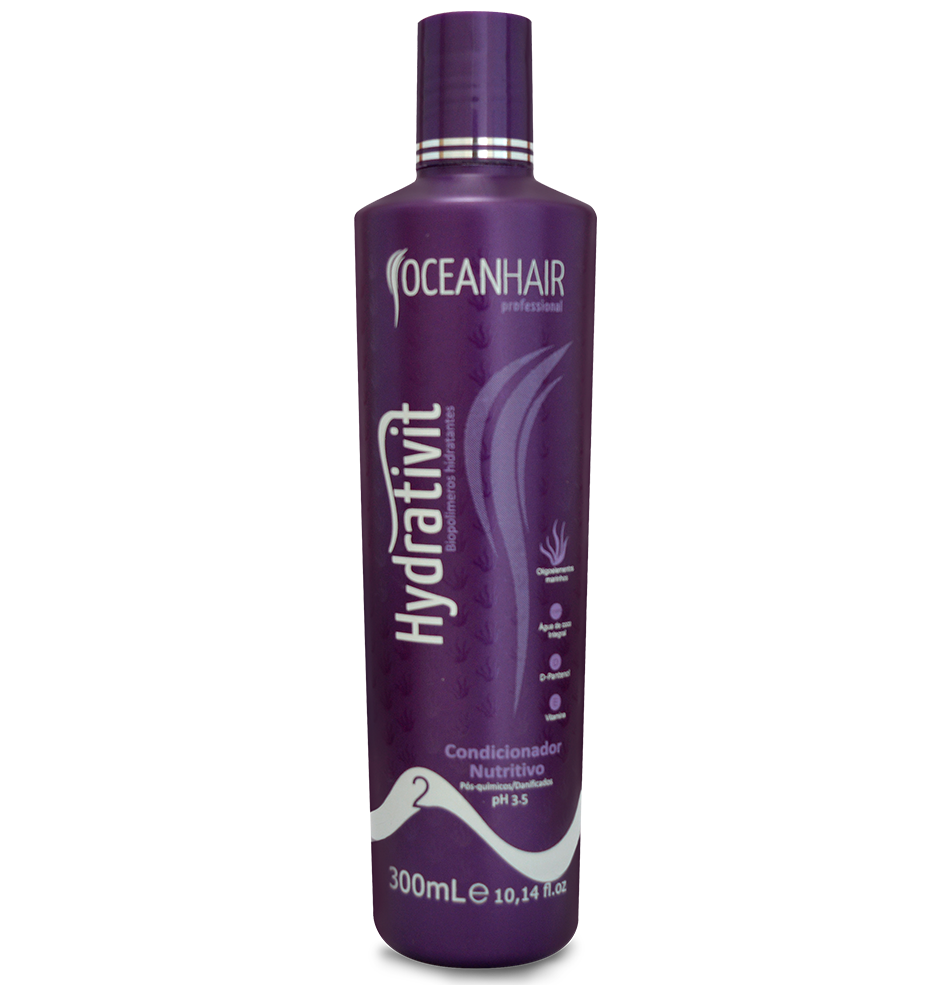 OCEANHAIR
professional
Hydrativit
Biopolímeros hidratantes
Oligoelementos
marinhos
Água de coco
Integral
D-Pantenol
Vitamina
Condicionador
Nutritivo
Pós-químicos/Danificados
pH 3-5
2
300mL℮ 10,14 fl.oz